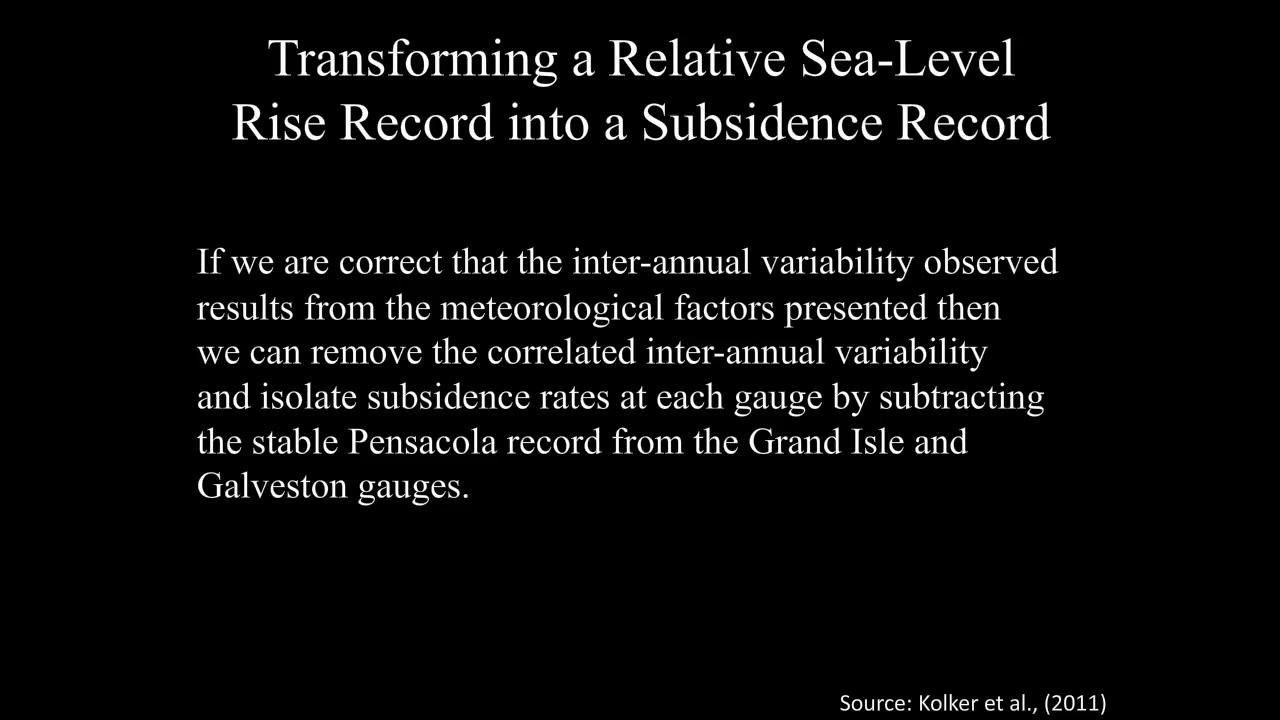 Transforming a Relative Sea-Level
Rise Record into a Subsidence Record
If we are correct that the inter-annual variability observed
results from the meteorological factors presented then
we can remove the correlated inter-annual variability
and isolate subsidence rates at each gauge by subtracting
the stable Pensacola record from the Grand Isle and
Galveston gauges.
Source: Kolker et al., (2011)